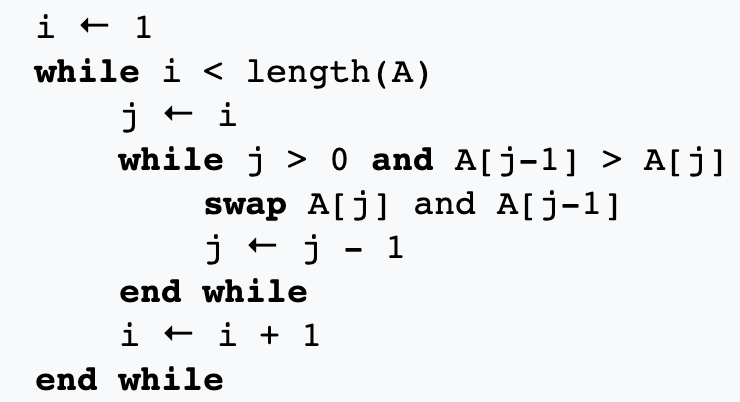 i ← 1
while i < length(A)
    j ← i
    while j > 0 and A[j-1] > A[j]
        swap A[j] and A[j-1]
        j ← j - 1
    end while
    i ← i + 1
end while